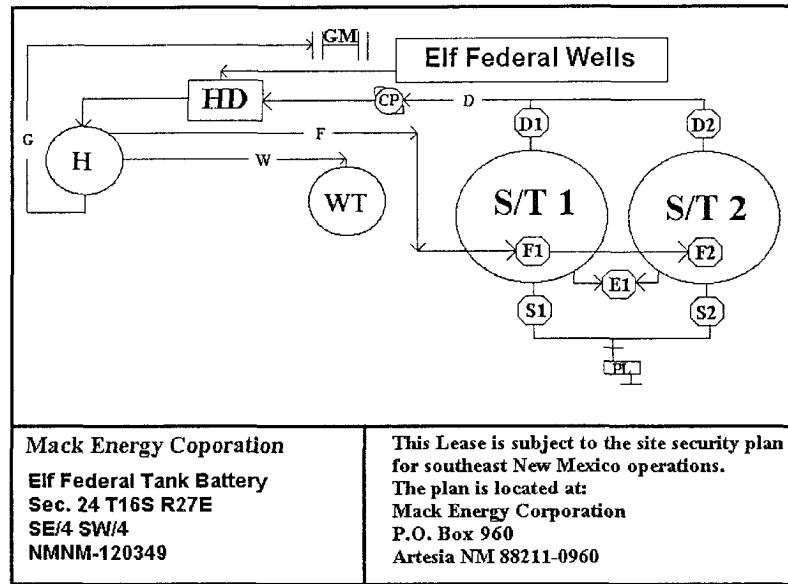 GM
Elf Federal Wells
HD
CP
D
D1
D2
G
H
F
W
WT
S/T 1
S/T 2
F1
F2
E1
S1
S2
PL
Mack Energy Coporation
Elf Federal Tank Battery
Sec. 24 T16S R27E
SE/4 SW/4
NMNM-120349
This Lease is subject to the site security plan
for southeast New Mexico operations.
The plan is located at:
Mack Energy Corporation
P.O. Box 960
Artesia NM 88211-0960